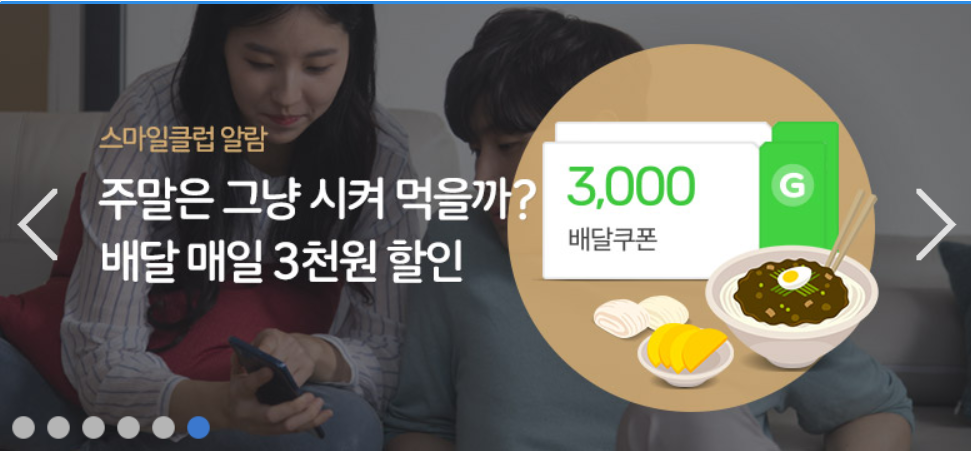 스마일클럽 알람
주말은 그냥 시켜 먹을까?
배달 매일 3천원 할인
3,000
배달쿠폰
G